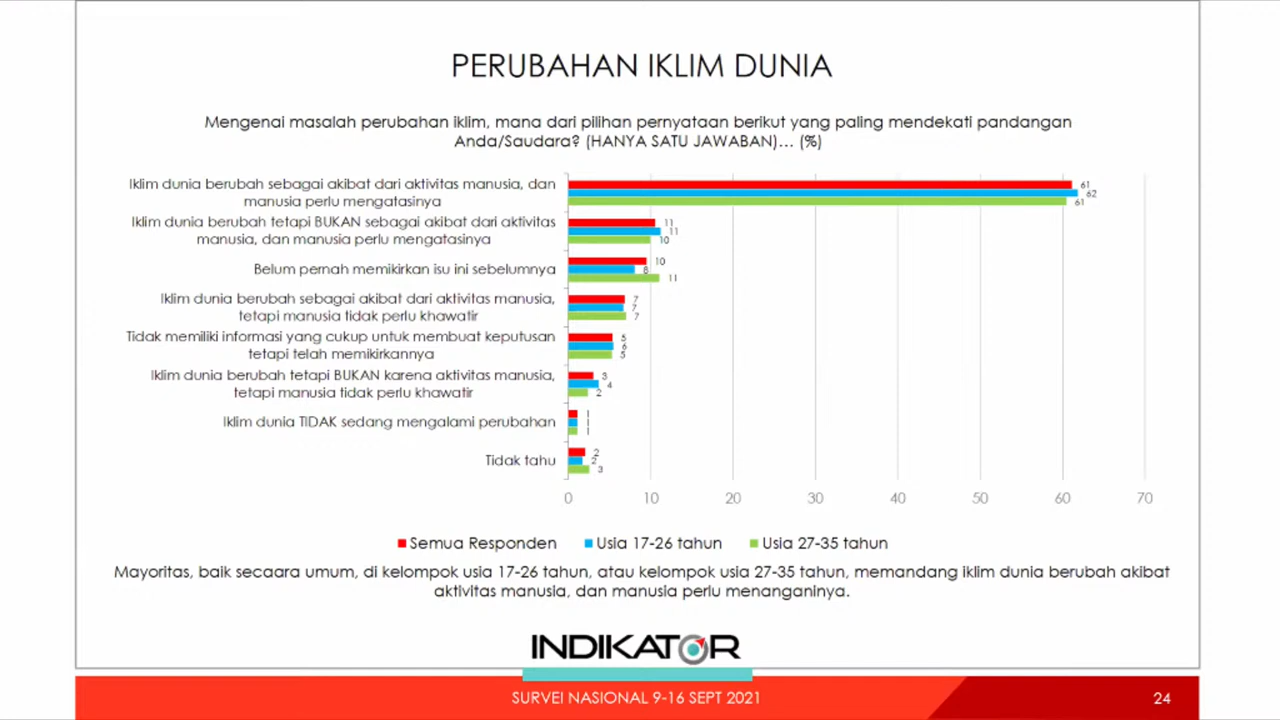 PERUBAHAN IKLIM DUNIA
Mengenai masalah perubahan iklim, mana dari pilihan pernyataan berikut yang paling mendekati pandangan
Anda/Saudara? (HANYA SATU JAWABAN)... (%)
Iklim dunia berubah sebagai akibat dari aktivitas manusia, dan
manusia perlu mengatasinya
61
62
61
Iklim dunia berubah tetapi BUKAN sebagai akibat dari aktivitas
manusia, dan manusia perlu mengatasinya
11
11
10
Belum pernah memikirkan isu ini sebelumnya
10
8
11
Iklim dunia berubah sebagai akibat dari aktivitas manusia,
tetapi manusia tidak perlu khawatir
7
7
7
Tidak memiliki informasi yang cukup untuk membuat keputusan
tetapi telah memikirkannya
5
6
5
Iklim dunia berubah tetapi BUKAN karena aktivitas manusia,
tetapi manusia tidak perlu khawatir
3
4
2
Iklim dunia TIDAK sedang mengalami perubahan
1
1
1
Tidak tahu
2
2
3
0 10 20 30 40 50 60 70
Semua Responden Usia 17-26 tahun Usia 27-35 tahun
Mayoritas, baik secaara umum, di kelompok usia 17-26 tahun, atau kelompok usia 27-35 tahun, memandang iklim dunia berubah akibat
aktivitas manusia, dan manusia perlu menanganinya.
INDIKATOR
SURVEI NASIONAL 9-16 SEPT 2021
24